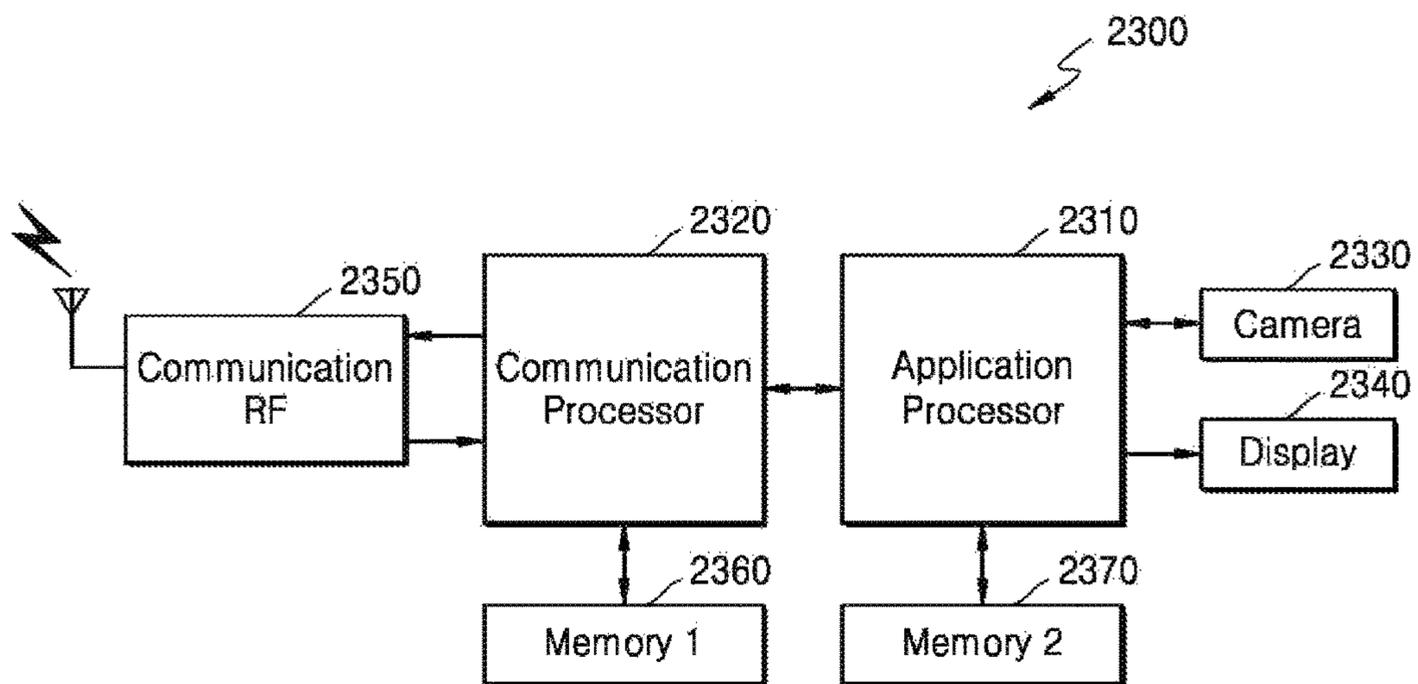 2300
2320
2310
2350
2330
Communication
RF
Communication
Processor
Application
Processor
Camera
2340
Display
2360
2370
Memory 1
Memory 2